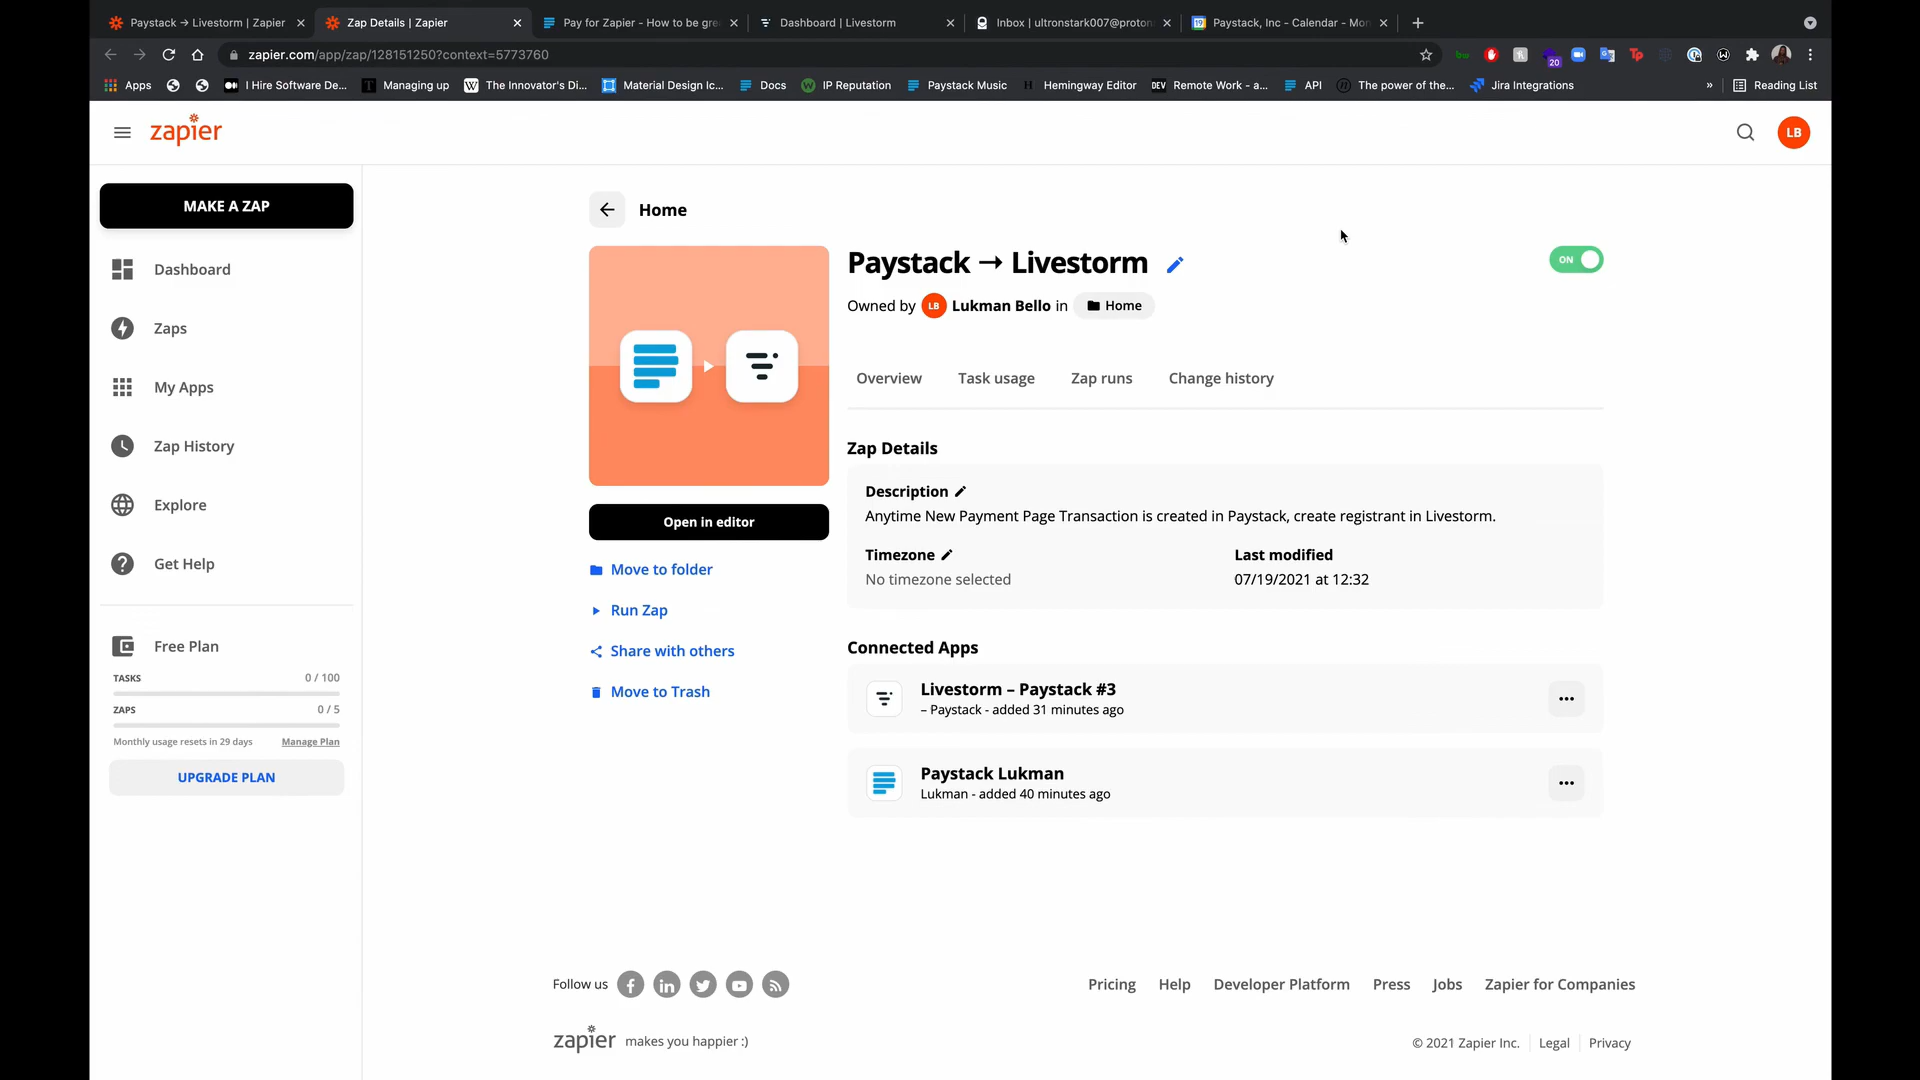 Paystack → Livestorm | Zapier
Zap Details | Zapier
Pay for Zapier - How to be gre
Dashboard | Livestorm
Inbox | ultronstark007@proton
Paystack, Inc - Calendar - Mon
zapier.com/app/zap/128151250?context=5773760
20
Apps
I Hire Software De...
Managing up
The Innovator's Di...
Material Design Ic...
Docs
IP Reputation
Paystack Music
Hemingway Editor
DEV
Remote Work - a...
API
The power of the...
Jira Integrations
»
Reading List
zapier
LB
MAKE A ZAP
Dashboard
Zaps
My Apps
Zap History
Explore
Get Help
Free Plan
TASKS 0 / 100
ZAPS 0 / 5
Monthly usage resets in 29 days Manage Plan
UPGRADE PLAN
Home
Paystack → Livestorm
ON
Owned by LB Lukman Bello in Home
Overview Task usage Zap runs Change history
Open in editor
Move to folder
Run Zap
Share with others
Move to Trash
Zap Details
Description
Anytime New Payment Page Transaction is created in Paystack, create registrant in Livestorm.
Timezone
No timezone selected
Last modified
07/19/2021 at 12:32
Connected Apps
Livestorm – Paystack #3
– Paystack - added 31 minutes ago
Paystack Lukman
Lukman - added 40 minutes ago
Follow us
Pricing Help Developer Platform Press Jobs Zapier for Companies
zapier makes you happier :)
© 2021 Zapier Inc. Legal Privacy